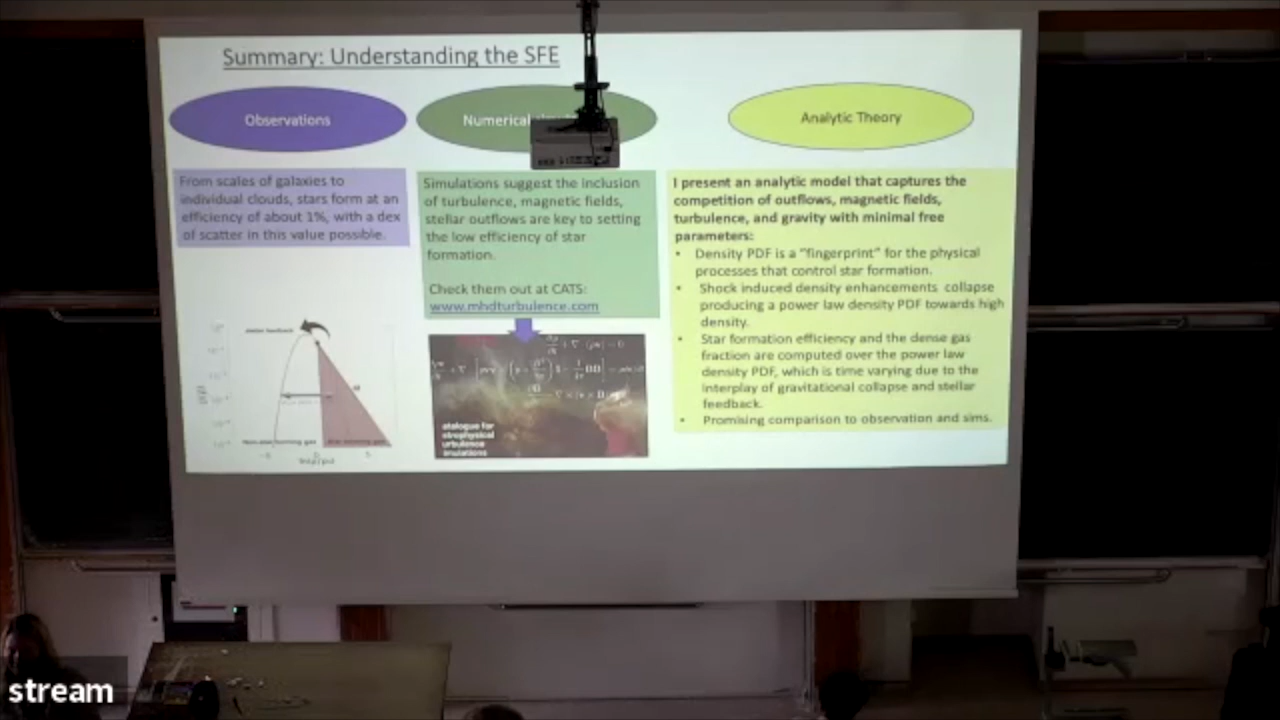 Summary: Understanding the SFE
Observations
Numerical
Analytic Theory
From scales of galaxies to
individual clouds, stars form at an
efficiency of about 1%, with a dex
of scatter in this value possible.
Simulations suggest the inclusion
of turbulence, magnetic fields,
stellar outflows are key to setting
the low efficiency of star
formation.
Check them out at CATS:
www.mhdturbulence.com
I present an analytic model that captures the
competition of outflows, magnetic fields,
turbulence, and gravity with minimal free
parameters:
• Density PDF is a "fingerprint" for the physical
processes that control star formation.
• Shock induced density enhancements collapse
producing a power law density PDF towards high
density.
• Star formation efficiency and the dense gas
fraction are computed over the power law
density PDF, which is time varying due to the
interplay of gravitational collapse and stellar
feedback.
• Promising comparison to observation and sims.
atalogue for
strophysical
urbulence
imulations
stream